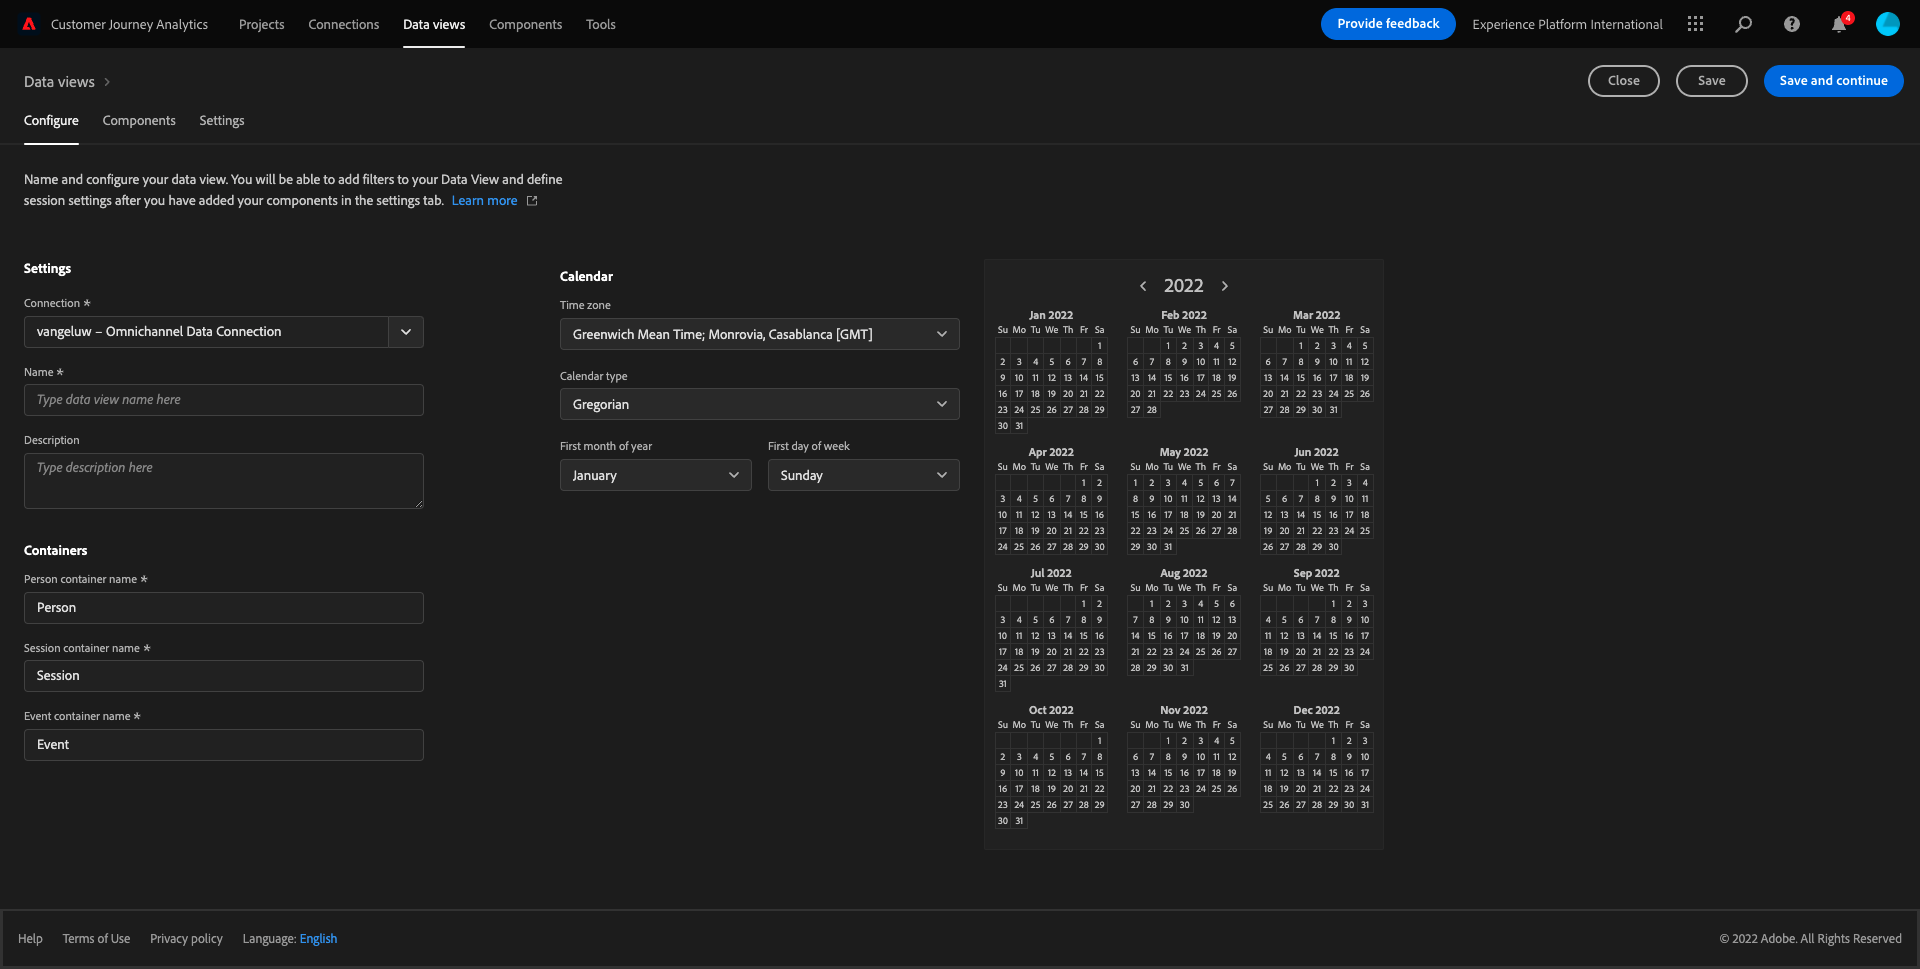 Customer Journey Analytics Projects Connections Data views Components Tools Provide feedback Experience Platform International 4
Data views
Close Save Save and continue
Configure Components Settings
Name and configure your data view. You will be able to add filters to your Data View and define
session settings after you have added your components in the settings tab. Learn more
Settings
Connection *
vangeluw – Omnichannel Data Connection
Name *
Type data view name here
Description
Type description here
Containers
Person container name *
Person
Session container name *
Session
Event container name *
Event
Calendar
Time zone
Greenwich Mean Time; Monrovia, Casablanca [GMT]
Calendar type
Gregorian
First month of year First day of week
January Sunday
2022
Jan 2022 Feb 2022 Mar 2022
Su Mo Tu We Th Fr Sa Su Mo Tu We Th Fr Sa Su Mo Tu We Th Fr Sa
1 1 2 3 4 5 1 2 3 4 5
2 3 4 5 6 7 8 6 7 8 9 10 11 12 6 7 8 9 10 11 12
9 10 11 12 13 14 15 13 14 15 16 17 18 19 13 14 15 16 17 18 19
16 17 18 19 20 21 22 20 21 22 23 24 25 26 20 21 22 23 24 25 26
23 24 25 26 27 28 29 27 28 27 28 29 30 31
30 31
Apr 2022 May 2022 Jun 2022
Su Mo Tu We Th Fr Sa Su Mo Tu We Th Fr Sa Su Mo Tu We Th Fr Sa
1 2 1 2 3 4 5 6 7 1 2 3 4
3 4 5 6 7 8 9 8 9 10 11 12 13 14 5 6 7 8 9 10 11
10 11 12 13 14 15 16 15 16 17 18 19 20 21 12 13 14 15 16 17 18
17 18 19 20 21 22 23 22 23 24 25 26 27 28 19 20 21 22 23 24 25
24 25 26 27 28 29 30 29 30 31 26 27 28 29 30
Jul 2022 Aug 2022 Sep 2022
Su Mo Tu We Th Fr Sa Su Mo Tu We Th Fr Sa Su Mo Tu We Th Fr Sa
1 2 1 2 3 4 5 6 1 2 3
3 4 5 6 7 8 9 7 8 9 10 11 12 13 4 5 6 7 8 9 10
10 11 12 13 14 15 16 14 15 16 17 18 19 20 11 12 13 14 15 16 17
17 18 19 20 21 22 23 21 22 23 24 25 26 27 18 19 20 21 22 23 24
24 25 26 27 28 29 30 28 29 30 31 25 26 27 28 29 30
31
Oct 2022 Nov 2022 Dec 2022
Su Mo Tu We Th Fr Sa Su Mo Tu We Th Fr Sa Su Mo Tu We Th Fr Sa
1 1 2 3 4 5 1 2 3
2 3 4 5 6 7 8 6 7 8 9 10 11 12 4 5 6 7 8 9 10
9 10 11 12 13 14 15 13 14 15 16 17 18 19 11 12 13 14 15 16 17
16 17 18 19 20 21 22 20 21 22 23 24 25 26 18 19 20 21 22 23 24
23 24 25 26 27 28 29 27 28 29 30 25 26 27 28 29 30 31
30 31
Help Terms of Use Privacy policy Language: English © 2022 Adobe. All Rights Reserved